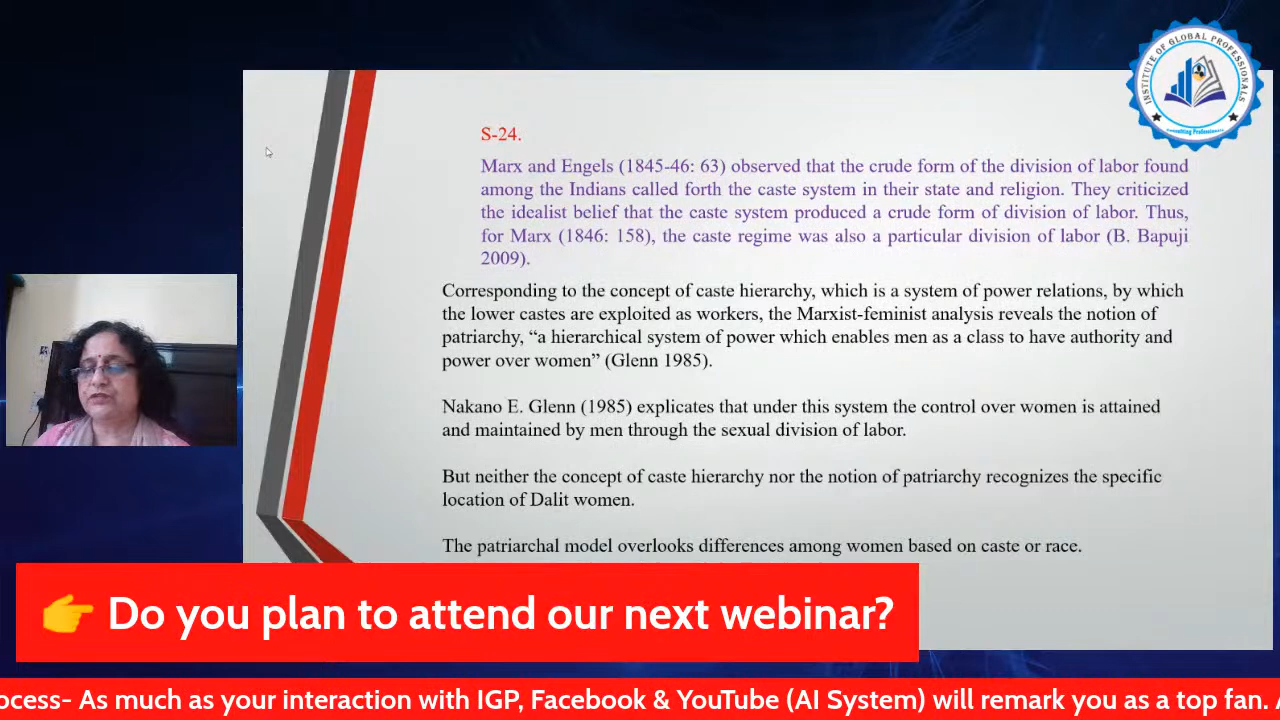 INSTITUTE OF GLOBAL PROFESSIONALS
Consulting Professionals
S-24.
Marx and Engels (1845-46: 63) observed that the crude form of the division of labor found
among the Indians called forth the caste system in their state and religion. They criticized
the idealist belief that the caste system produced a crude form of division of labor. Thus,
for Marx (1846: 158), the caste regime was also a particular division of labor (B. Bapuji
2009).
Corresponding to the concept of caste hierarchy, which is a system of power relations, by which
the lower castes are exploited as workers, the Marxist-feminist analysis reveals the notion of
patriarchy, “a hierarchical system of power which enables men as a class to have authority and
power over women” (Glenn 1985).
Nakano E. Glenn (1985) explicates that under this system the control over women is attained
and maintained by men through the sexual division of labor.
But neither the concept of caste hierarchy nor the notion of patriarchy recognizes the specific
location of Dalit women.
The patriarchal model overlooks differences among women based on caste or race.
👉 Do you plan to attend our next webinar?
ocess- As much as your interaction with IGP, Facebook & YouTube (AI System) will remark you as a top fan.